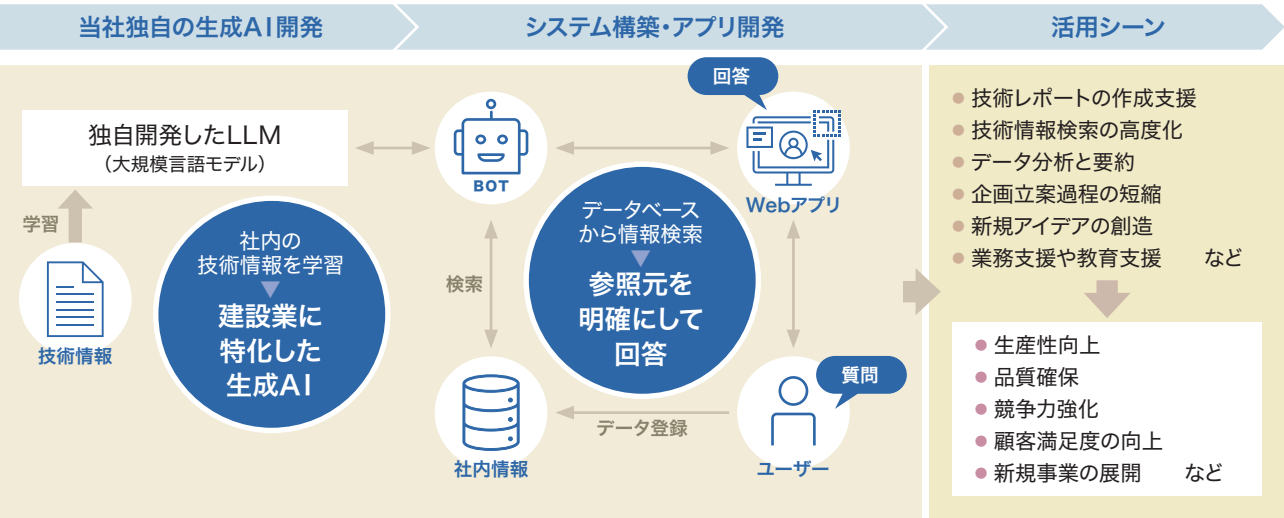 当社独自の生成AI開発
システム構築・アプリ開発
活用シーン
独自開発したLLM
（大規模言語モデル）
学習
技術情報
社内の
技術情報を学習
建設業に
特化した
生成AI
BOT
検索
社内情報
データベース
から情報検索
参照元を
明確にして
回答
回答
Webアプリ
質問
ユーザー
データ登録
技術レポートの作成支援
技術情報検索の高度化
データ分析と要約
企画立案過程の短縮
新規アイデアの創造
業務支援や教育支援 など
生産性向上
品質確保
競争力強化
顧客満足度の向上
新規事業の展開 など